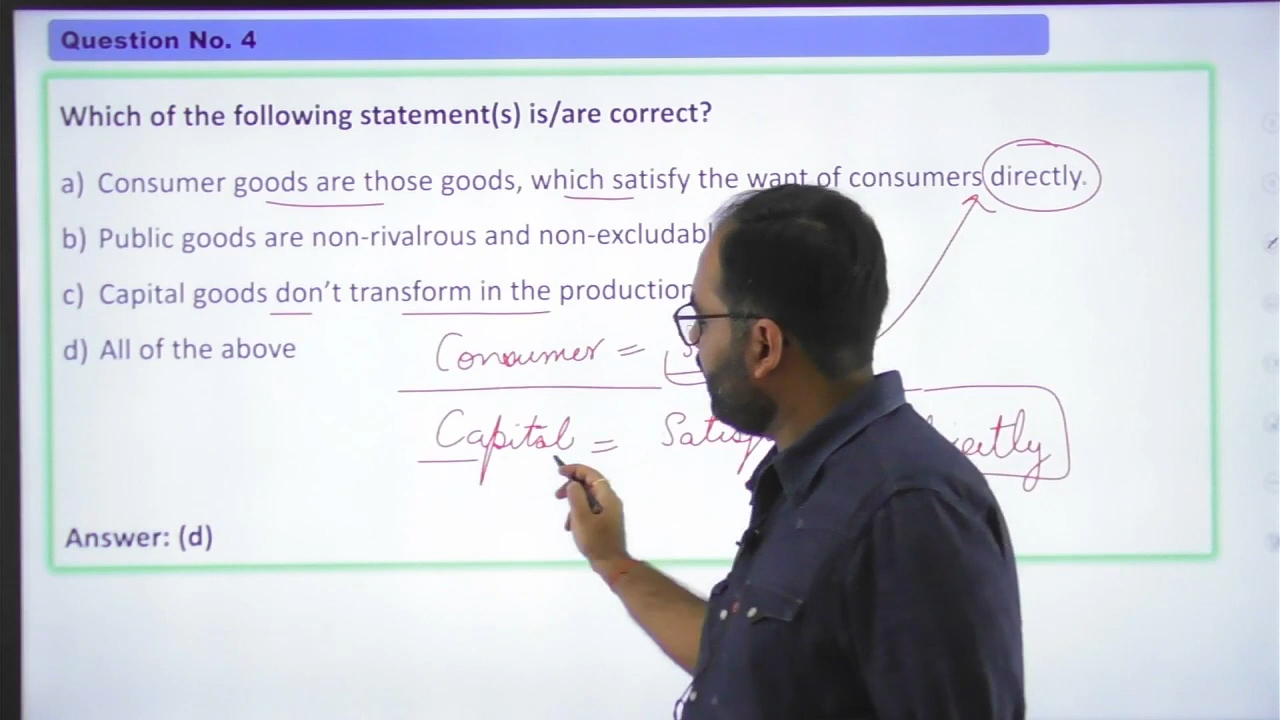 Question No. 4
Which of the following statement(s) is/are correct?
a) Consumer goods are those goods, which satisfy the want of consumers directly.
b) Public goods are non-rivalrous and non-excludabl
c) Capital goods don't transform in the production
d) All of the above
Consumer =
Capital =
Answer: (d)